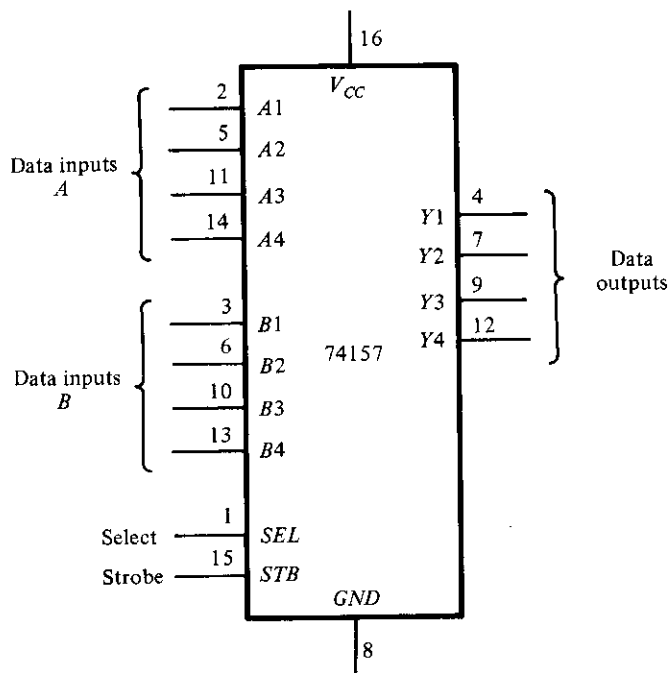 16
V_CC
2 A1
5 A2
11 A3
14 A4
Data inputs
A
3 B1
6 B2
10 B3
13 B4
Data inputs
B
74157
Y1 4
Y2 7
Y3 9
Y4 12
Data
outputs
Select 1 SEL
Strobe 15 STB
GND
8